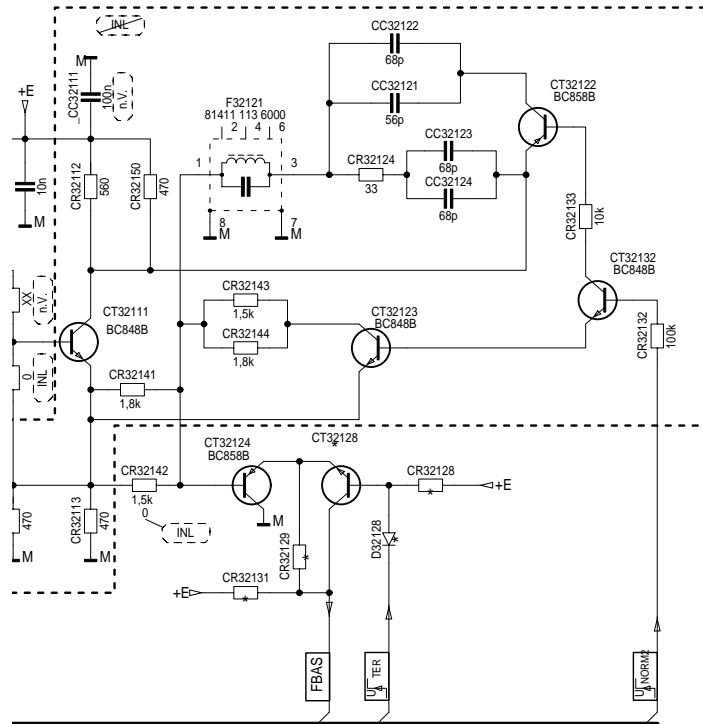 INL
CC32122
68p
CC32121
56p
CT32122
BC858B
M
_CC32111
100n
n.V.
+E
F32121
81411 113 6000
2 4 6
1
3
8
M
7
M
CR32124
33
CC32123
68p
CC32124
68p
10n
M
CR32112
560
CR32150
470
CR32133
10k
CT32132
BC848B
XX
n.V.
CT32111
BC848B
CR32143
1,5k
CR32144
1,8k
CT32123
BC848B
CR32132
100k
0
INL
CR32141
1,8k
CT32124
BC858B
CT32128
*
CR32142
1,5k
0
INL
M
CR32128
*
+E
470
M
CR32113
470
M
CR32129
*
D32128
*
CR32131
+E
*
FBAS
U TER
U NORM2